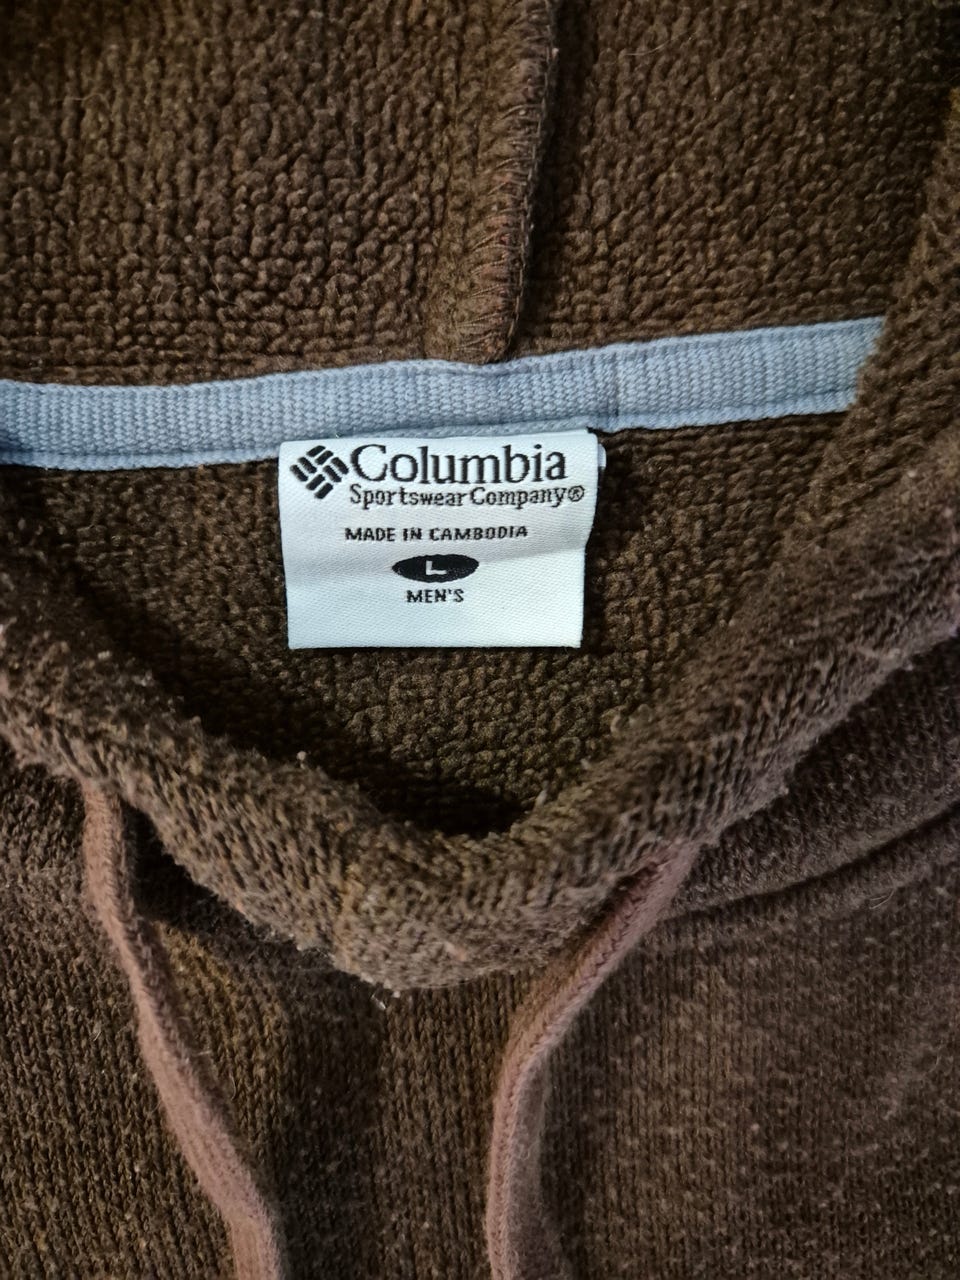 Columbia
Sportswear Company®
MADE IN CAMBODIA
L
MEN'S